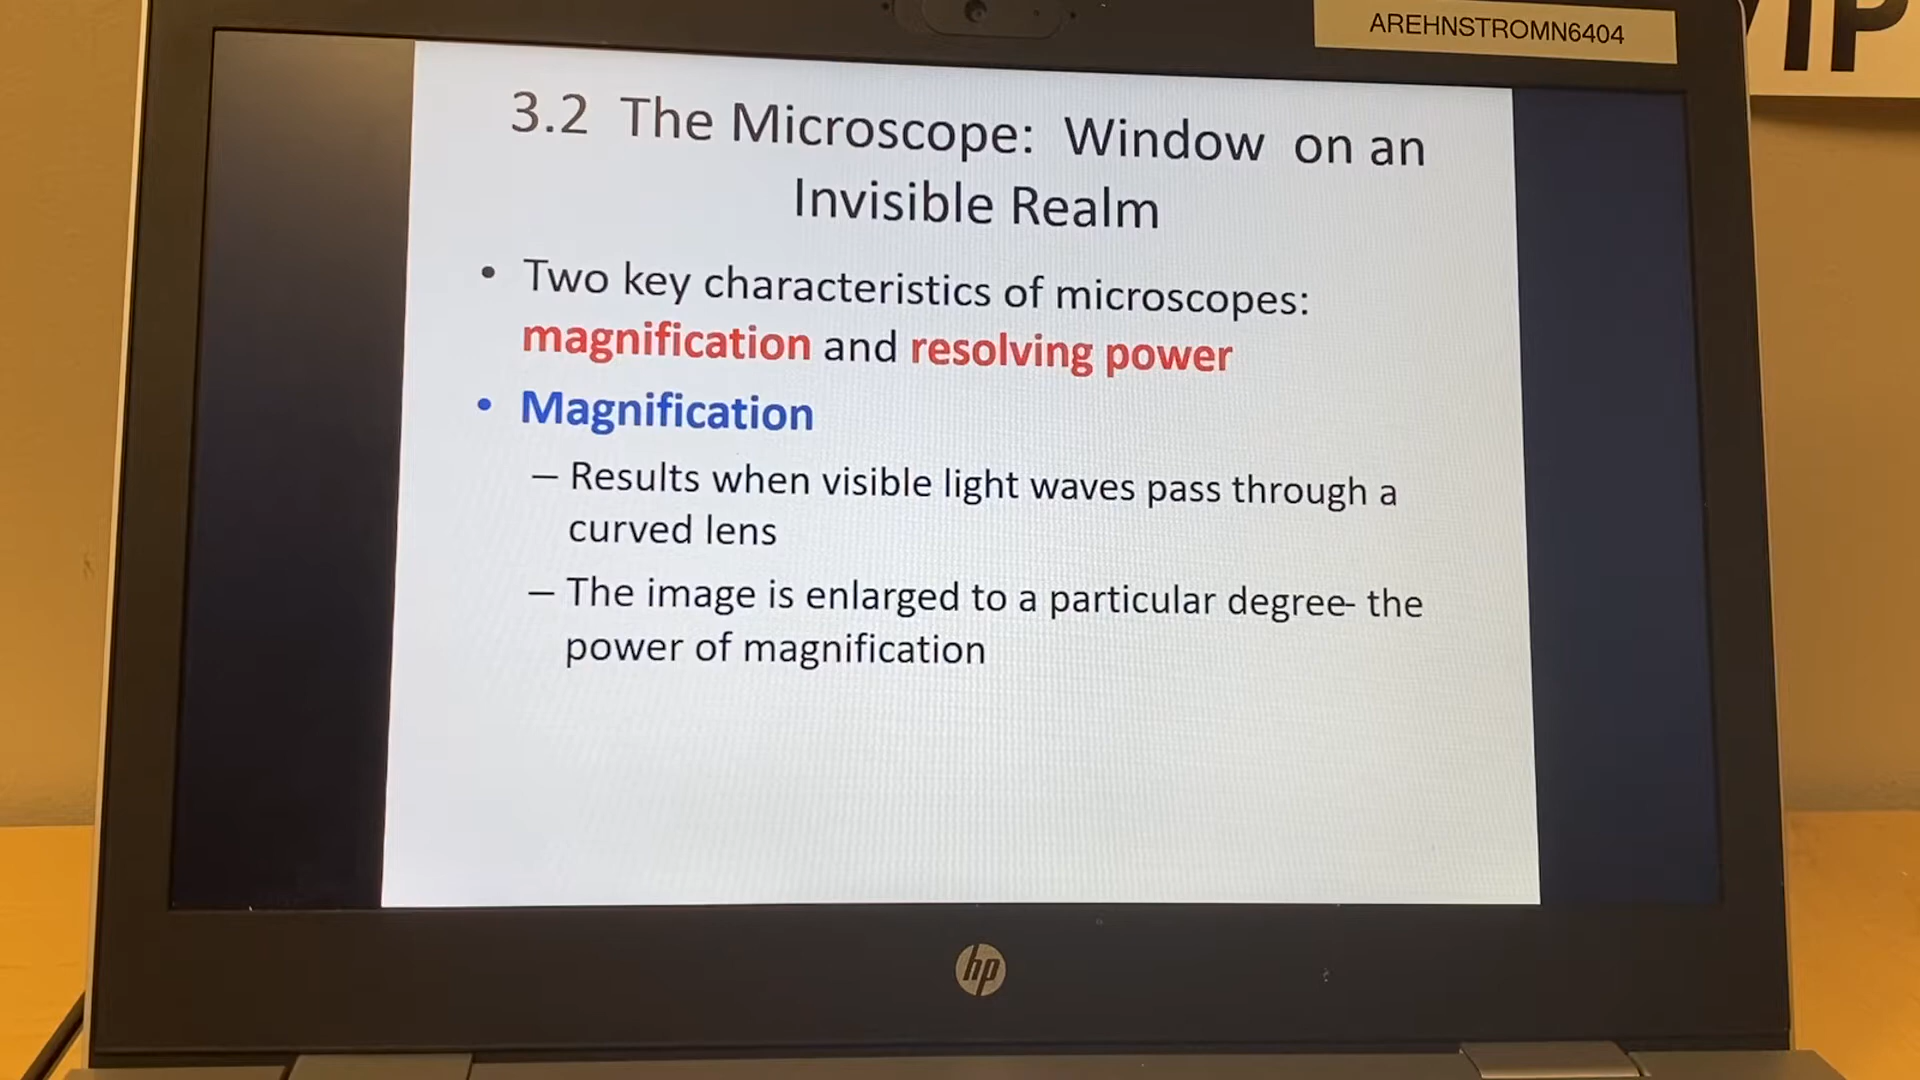 AREHNSTROMN6404
VIP
3.2 The Microscope: Window on an
Invisible Realm
• Two key characteristics of microscopes:
magnification and resolving power
• Magnification
– Results when visible light waves pass through a
curved lens
– The image is enlarged to a particular degree- the
power of magnification
hp